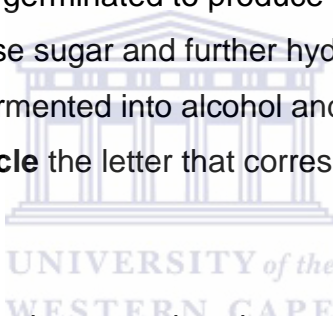 germinated to produce
se sugar and further hyd
rmented into alcohol and
cle the letter that corres
UNIVERSITY of the
WESTERN CAPE